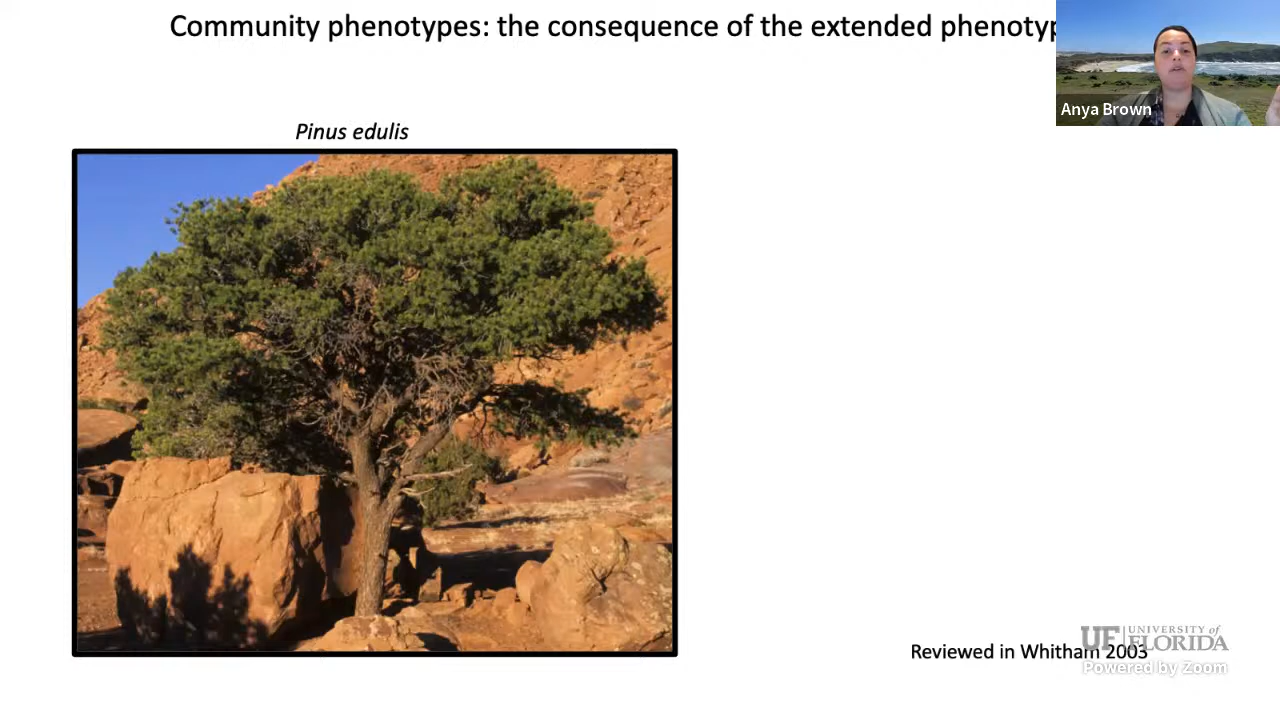 Community phenotypes: the consequence of the extended
Anya Brown
Pinus edulis
Reviewed in Whitham 2003
UF UNIVERSITY of FLORIDA
Powered by Zoom